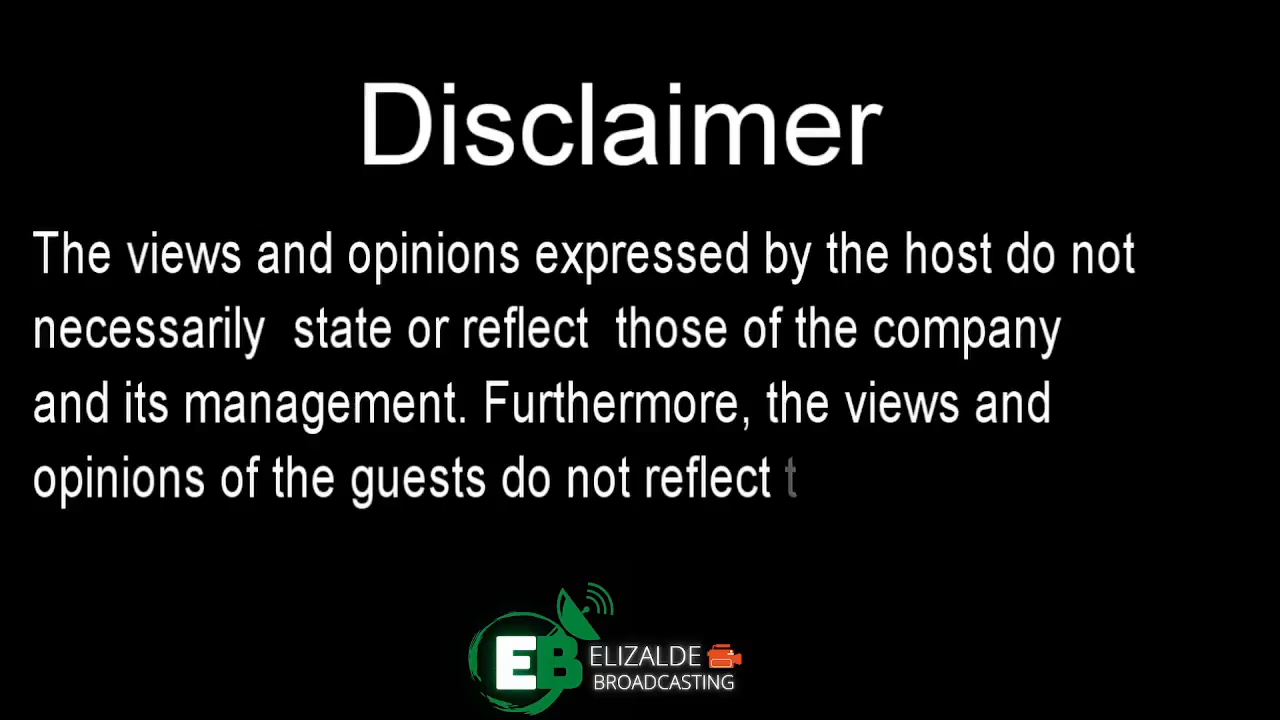 Disclaimer
The views and opinions expressed by the host do not
necessarily  state or reflect  those of the company
and its management. Furthermore, the views and
opinions of the guests do not reflect t
EB ELIZALDE
BROADCASTING